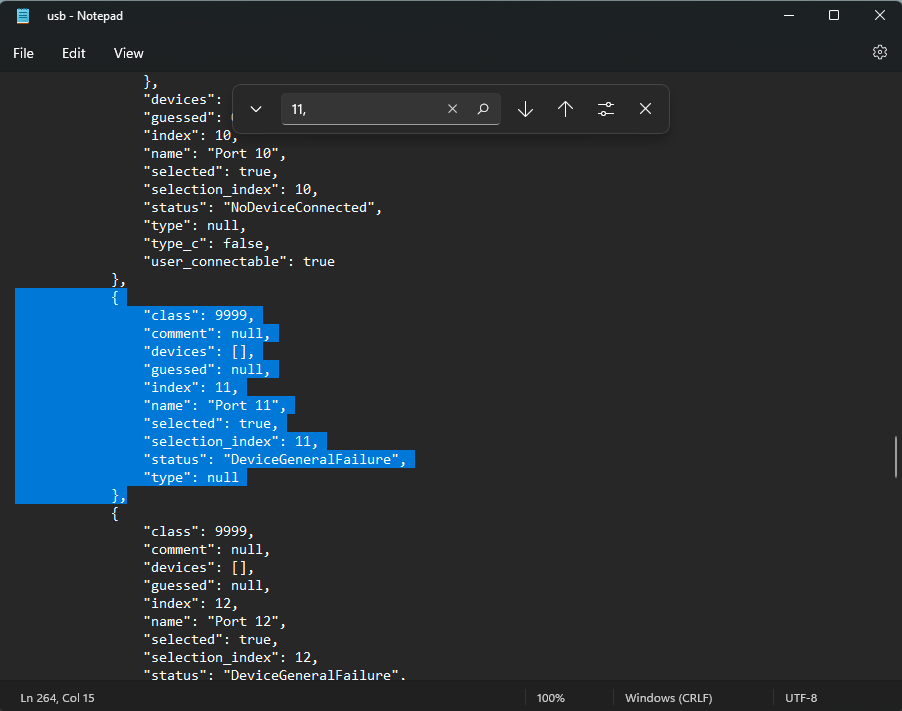 usb - Notepad
File Edit View
},
11,
"devices":
"guessed":
"index": 10,
"name": "Port 10",
"selected": true,
"selection_index": 10,
"status": "NoDeviceConnected",
"type": null,
"type_c": false,
"user_connectable": true
},
{
"class": 9999,
"comment": null,
"devices": [],
"guessed": null,
"index": 11,
"name": "Port 11",
"selected": true,
"selection_index": 11,
"status": "DeviceGeneralFailure",
"type": null
},
{
"class": 9999,
"comment": null,
"devices": [],
"guessed": null,
"index": 12,
"name": "Port 12",
"selected": true,
"selection_index": 12,
"status": "DeviceGeneralFailure",
Ln 264, Col 15 100% Windows (CRLF) UTF-8